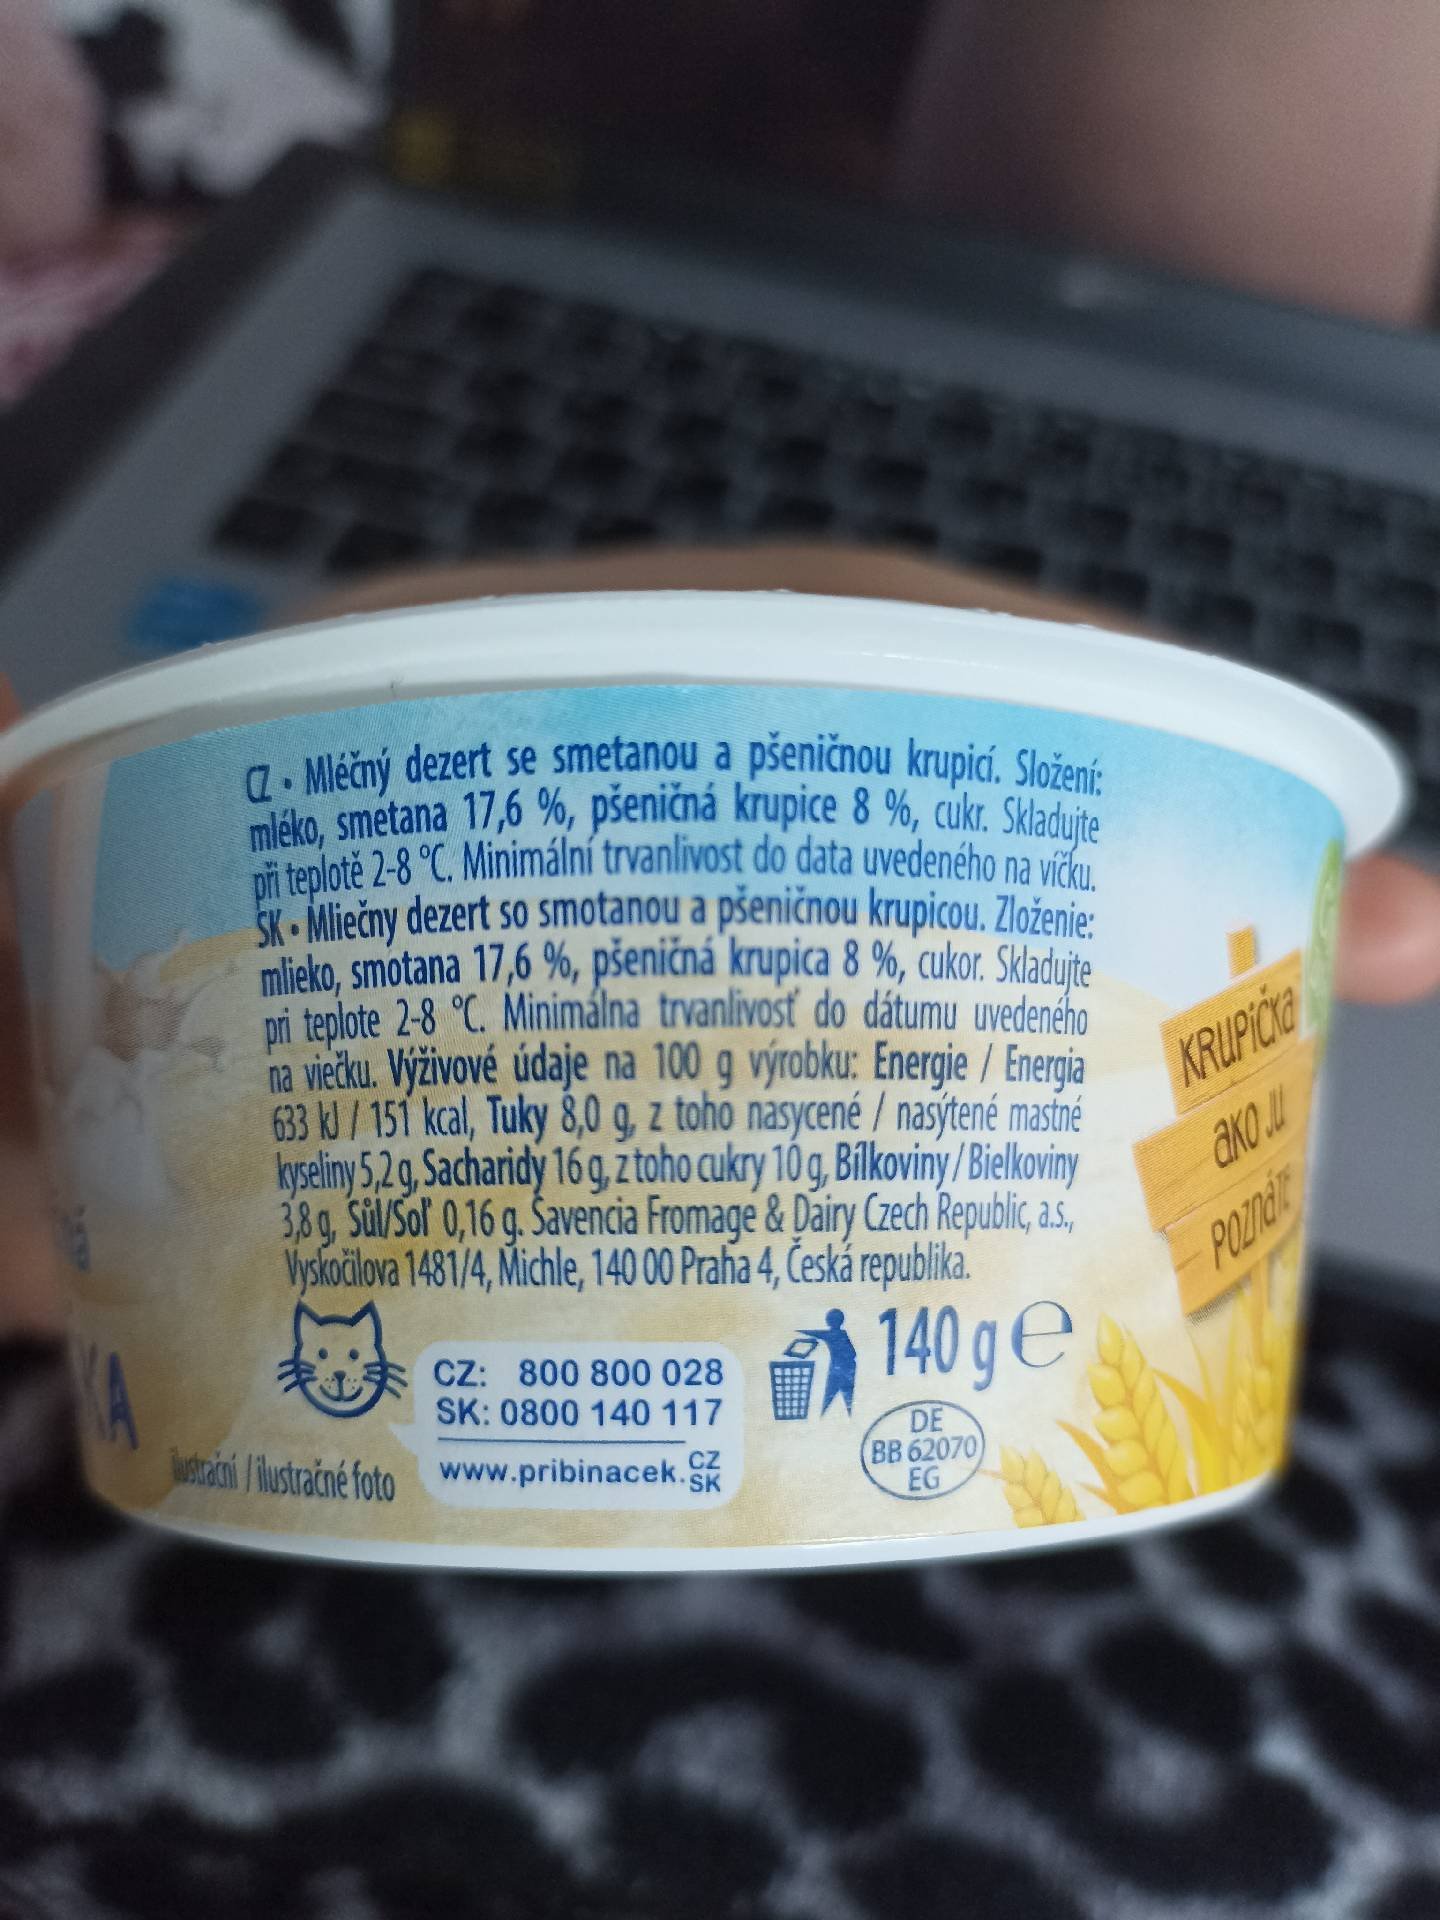 CZ • Mléčný dezert se smetanou a pšeničnou krupicí. Složení:
mléko, smetana 17,6 %, pšeničná krupice 8 %, cukr. Skladujte
při teplotě 2-8 °C. Minimální trvanlivost do data uvedeného na víčku.
SK • Mliečny dezert so smotanou a pšeničnou krupicou. Zloženie:
mlieko, smotana 17,6 %, pšeničná krupica 8 %, cukor. Skladujte
pri teplote 2-8 °C. Minimálna trvanlivosť do dátumu uvedeného
na viečku. Výživové údaje na 100 g výrobku: Energie / Energia
633 kJ / 151 kcal, Tuky 8,0 g, z toho nasycené / nasýtené mastné
kyseliny 5,2 g, Sacharidy 16 g, z toho cukry 10 g, Bílkoviny / Bielkoviny
3,8 g, Sůl/Soľ 0,16 g. Savencia Fromage & Dairy Czech Republic, a.s.,
Vyskočilova 1481/4, Michle, 140 00 Praha 4, Česká republika.
KRUPičKa
aKO JU
POZnáTE
140 g e
CZ: 800 800 028
SK: 0800 140 117
www.pribinacek.CZ SK
DE
BB 62070
EG
ilustrační / ilustračné foto